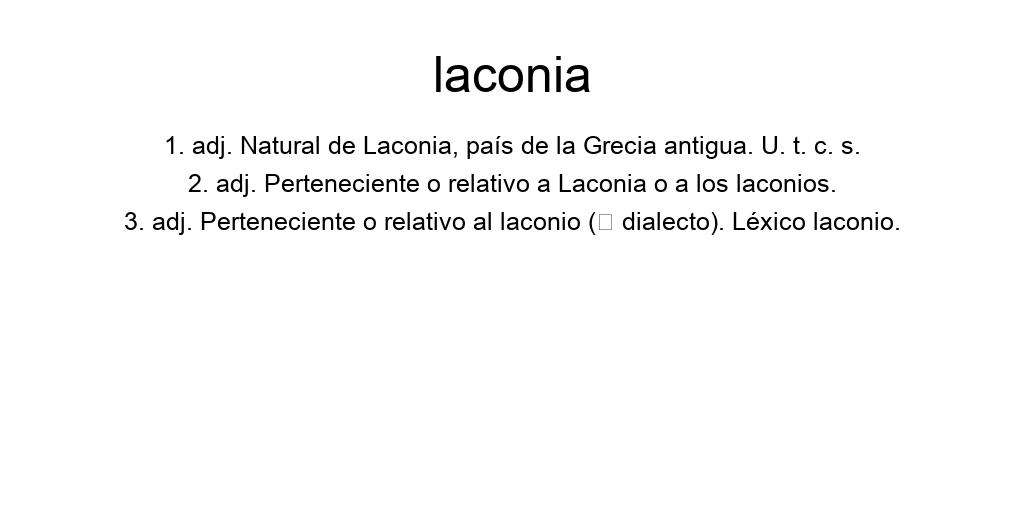 laconia
1. adj. Natural de Laconia, país de la Grecia antigua. U. t. c. s.
2. adj. Perteneciente o relativo a Laconia o a los laconios.
3. adj. Perteneciente o relativo al laconio (□ dialecto). Léxico laconio.